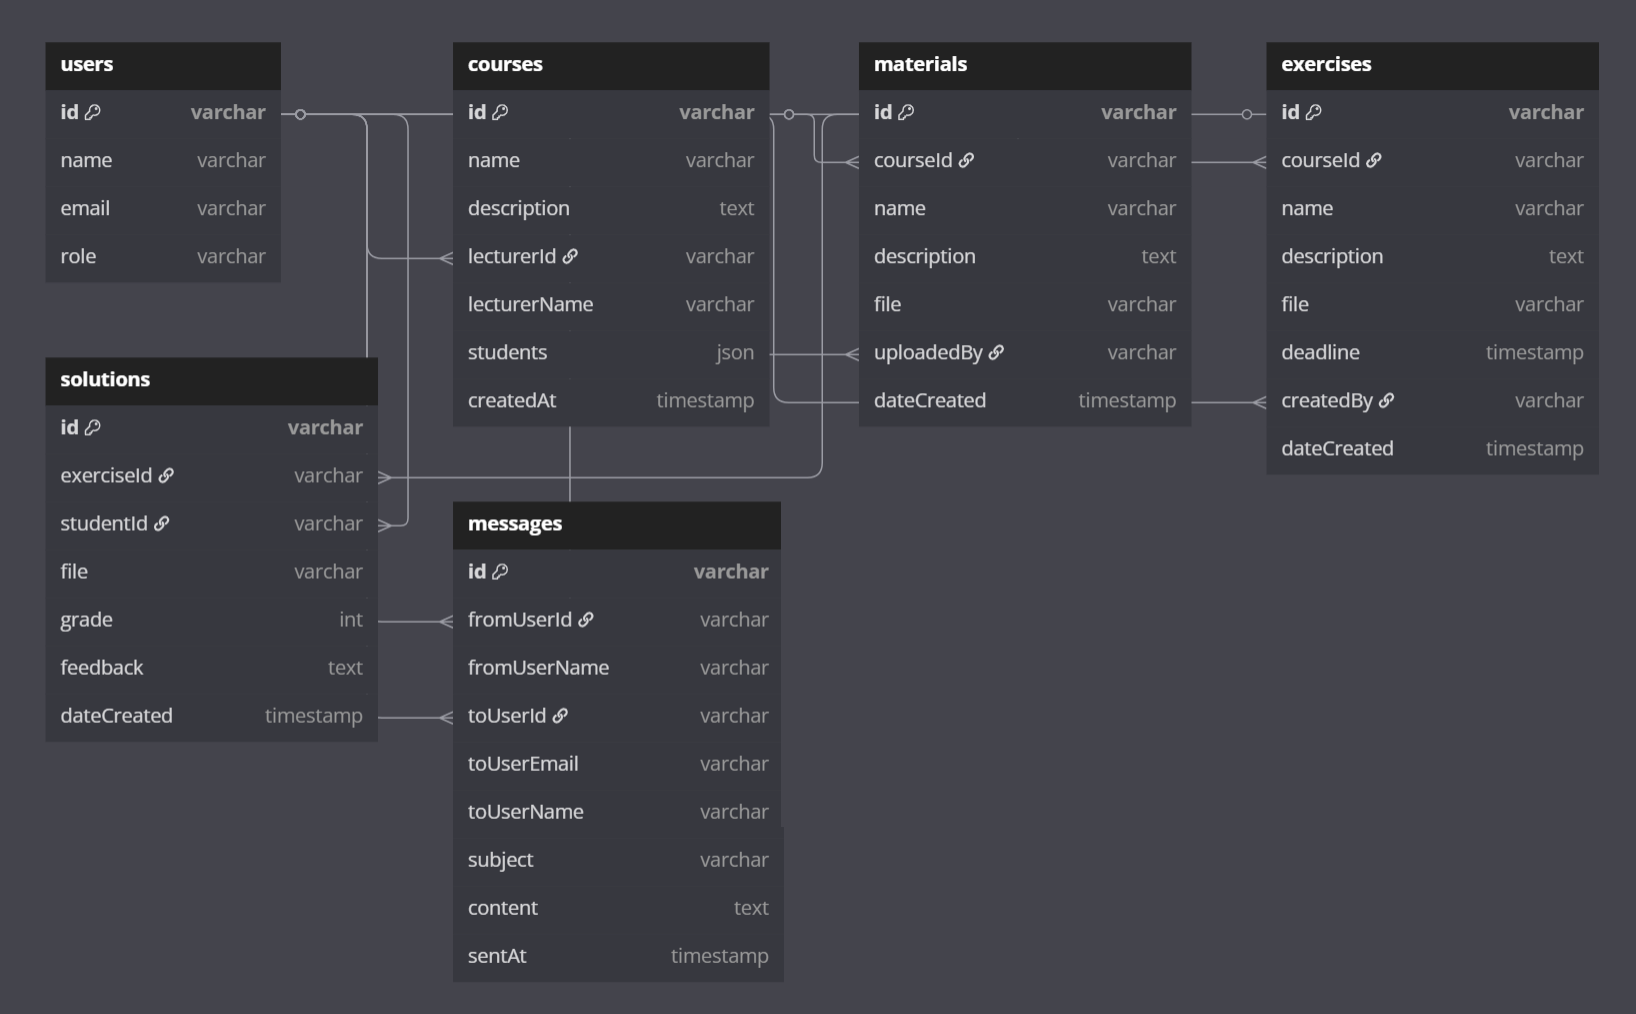 users
id varchar
name varchar
email varchar
role varchar
courses
id varchar
name varchar
description text
lecturerId varchar
lecturerName varchar
students json
createdAt timestamp
materials
id varchar
courseId varchar
name varchar
description text
file varchar
uploadedBy varchar
dateCreated timestamp
exercises
id varchar
courseId varchar
name varchar
description text
file varchar
deadline timestamp
createdBy varchar
dateCreated timestamp
solutions
id varchar
exerciseId varchar
studentId varchar
file varchar
grade int
feedback text
dateCreated timestamp
messages
id varchar
fromUserId varchar
fromUserName varchar
toUserId varchar
toUserEmail varchar
toUserName varchar
subject varchar
content text
sentAt timestamp